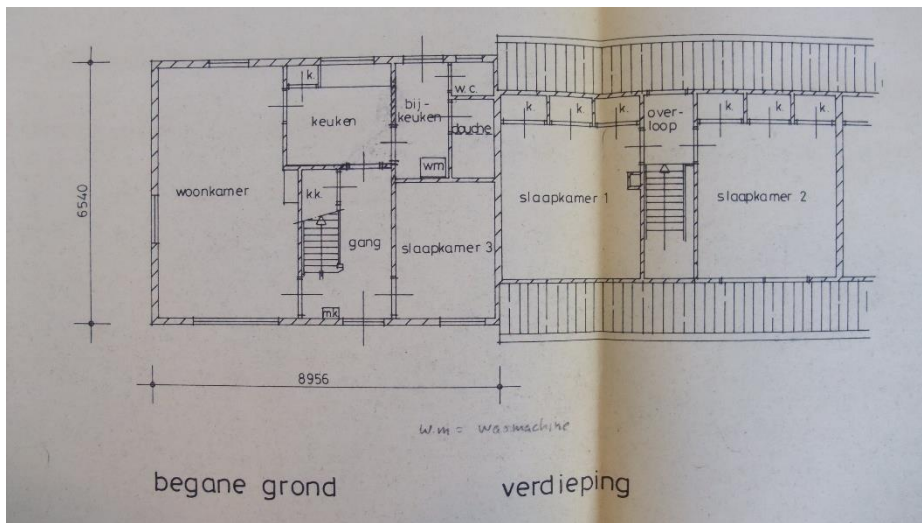 k.
w.c.
bij-
keuken
keuken
douche
wm
woonkamer
k.k.
gang
slaapkamer 3
mk
6540
8956
k.
k.
k.
over-
loop
k.
k.
k.
slaapkamer 1
slaapkamer 2
w.m = wasmachine
begane grond
verdieping